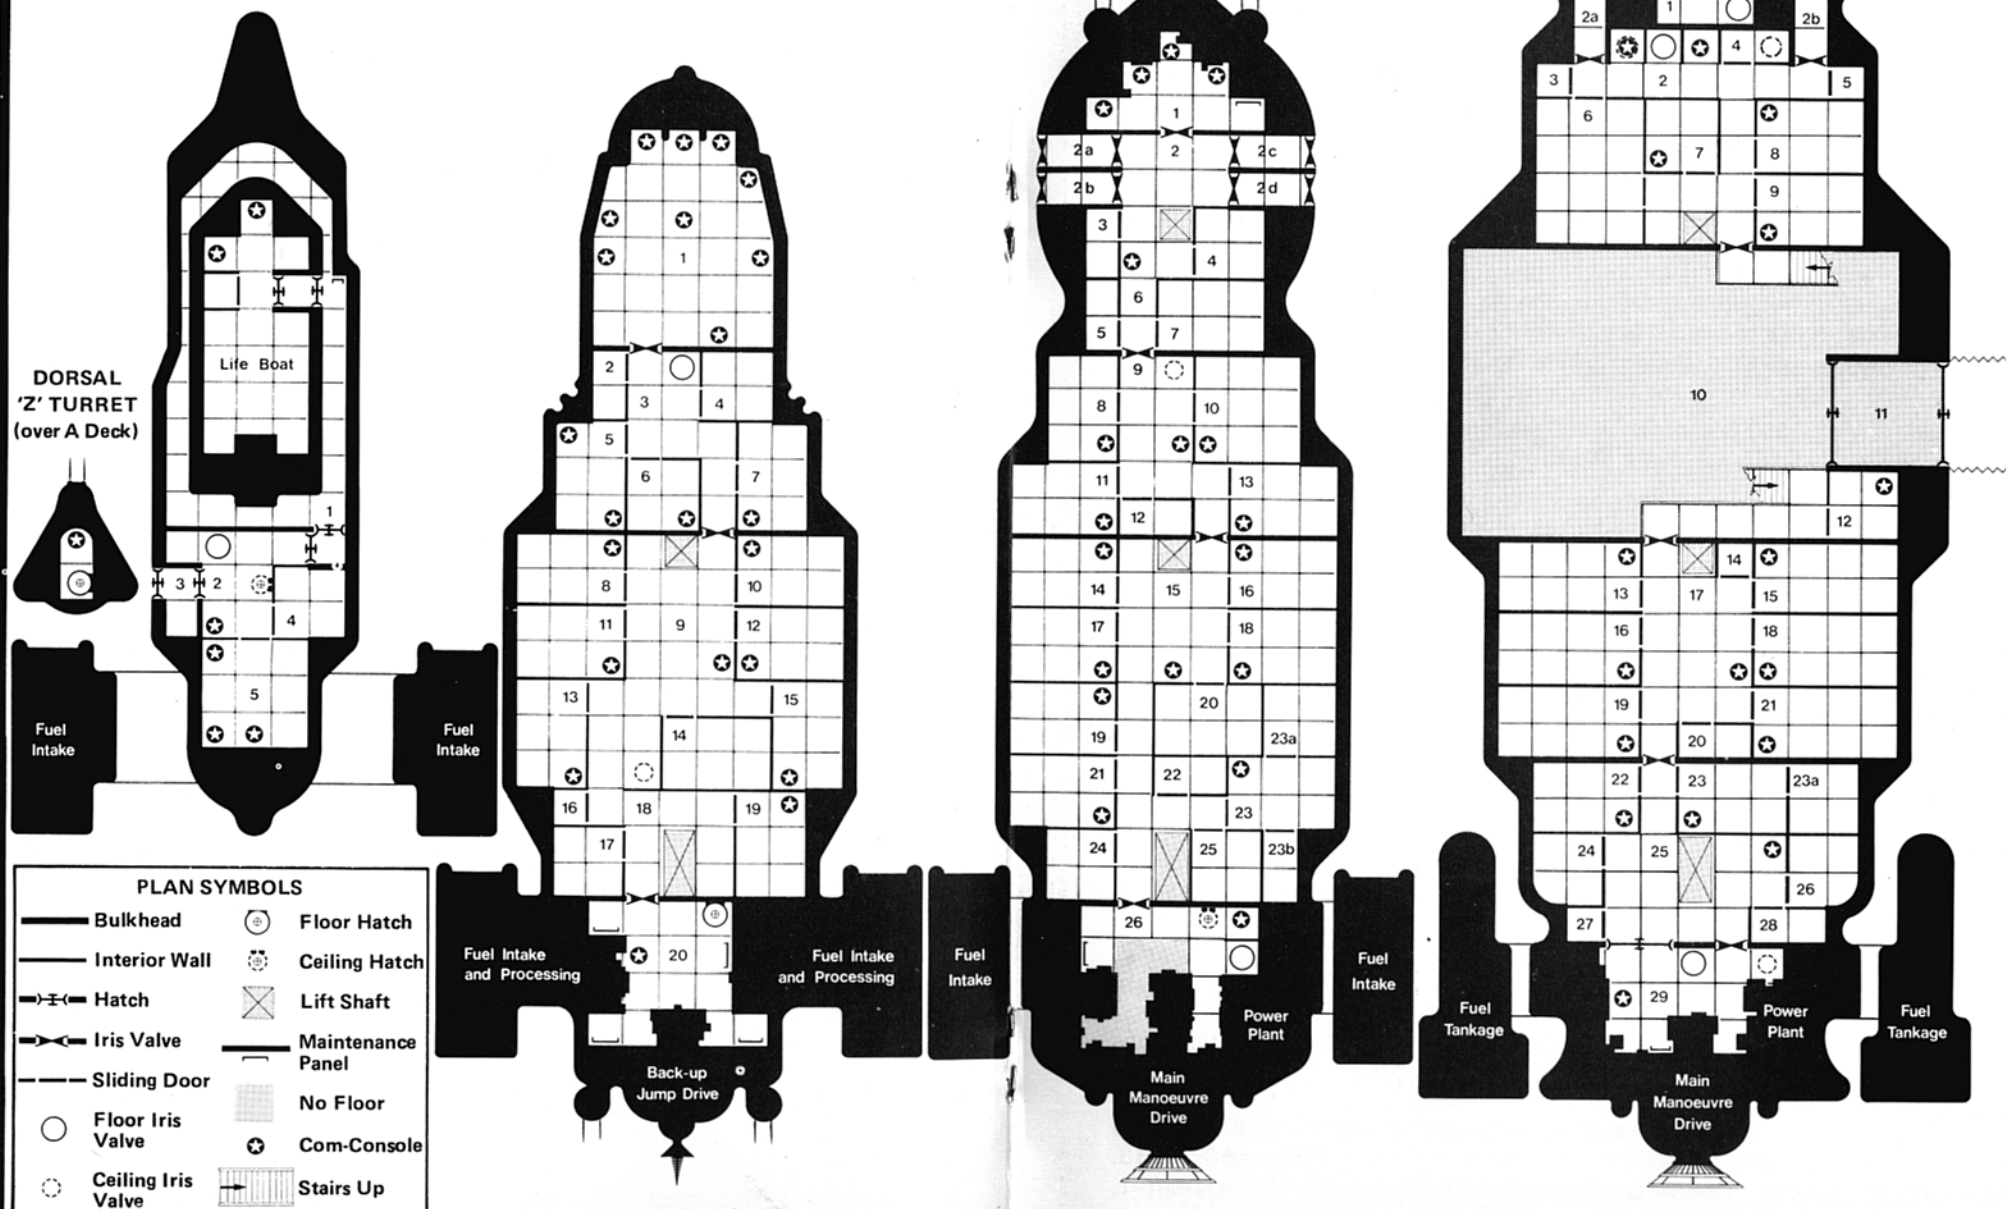 DORSAL
'Z' TURRET
(over A Deck)
Life Boat
1
3
2
4
5
Fuel
Intake
Fuel
Intake
PLAN SYMBOLS
Bulkhead
Interior Wall
Hatch
Iris Valve
Sliding Door
Floor Iris
Valve
Ceiling Iris
Valve
Floor Hatch
Ceiling Hatch
Lift Shaft
Maintenance
Panel
No Floor
Com-Console
Stairs Up
1
2
3
4
5
6
7
8
10
11
9
12
13
15
14
16
18
19
17
20
Fuel Intake
and Processing
Fuel Intake
and Processing
Back-up
Jump Drive
1
2a
2
2c
2b
2d
3
4
6
5
7
9
8
10
11
13
12
14
15
16
17
18
20
19
23a
21
22
23
24
25
23b
26
Fuel
Intake
Fuel
Intake
Power
Plant
Main
Manoeuvre
Drive
1
2a
2b
4
3
2
5
6
7
8
9
10
11
12
14
13
17
15
16
18
19
21
20
22
23
23a
24
25
26
27
28
29
Fuel
Tankage
Power
Plant
Fuel
Tankage
Main
Manoeuvre
Drive